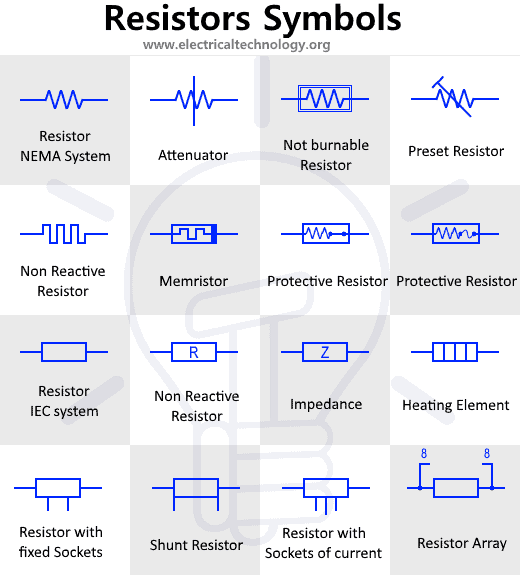 Resistors Symbols
www.electricaltechnology.org
Resistor
NEMA System
Attenuator
Not burnable
Resistor
Preset Resistor
Non Reactive
Resistor
Memristor
Protective Resistor
Protective Resistor
Resistor
IEC system
R
Non Reactive
Resistor
Z
Impedance
Heating Element
Resistor with
fixed Sockets
Shunt Resistor
Resistor with
Sockets of current
8 8
Resistor Array